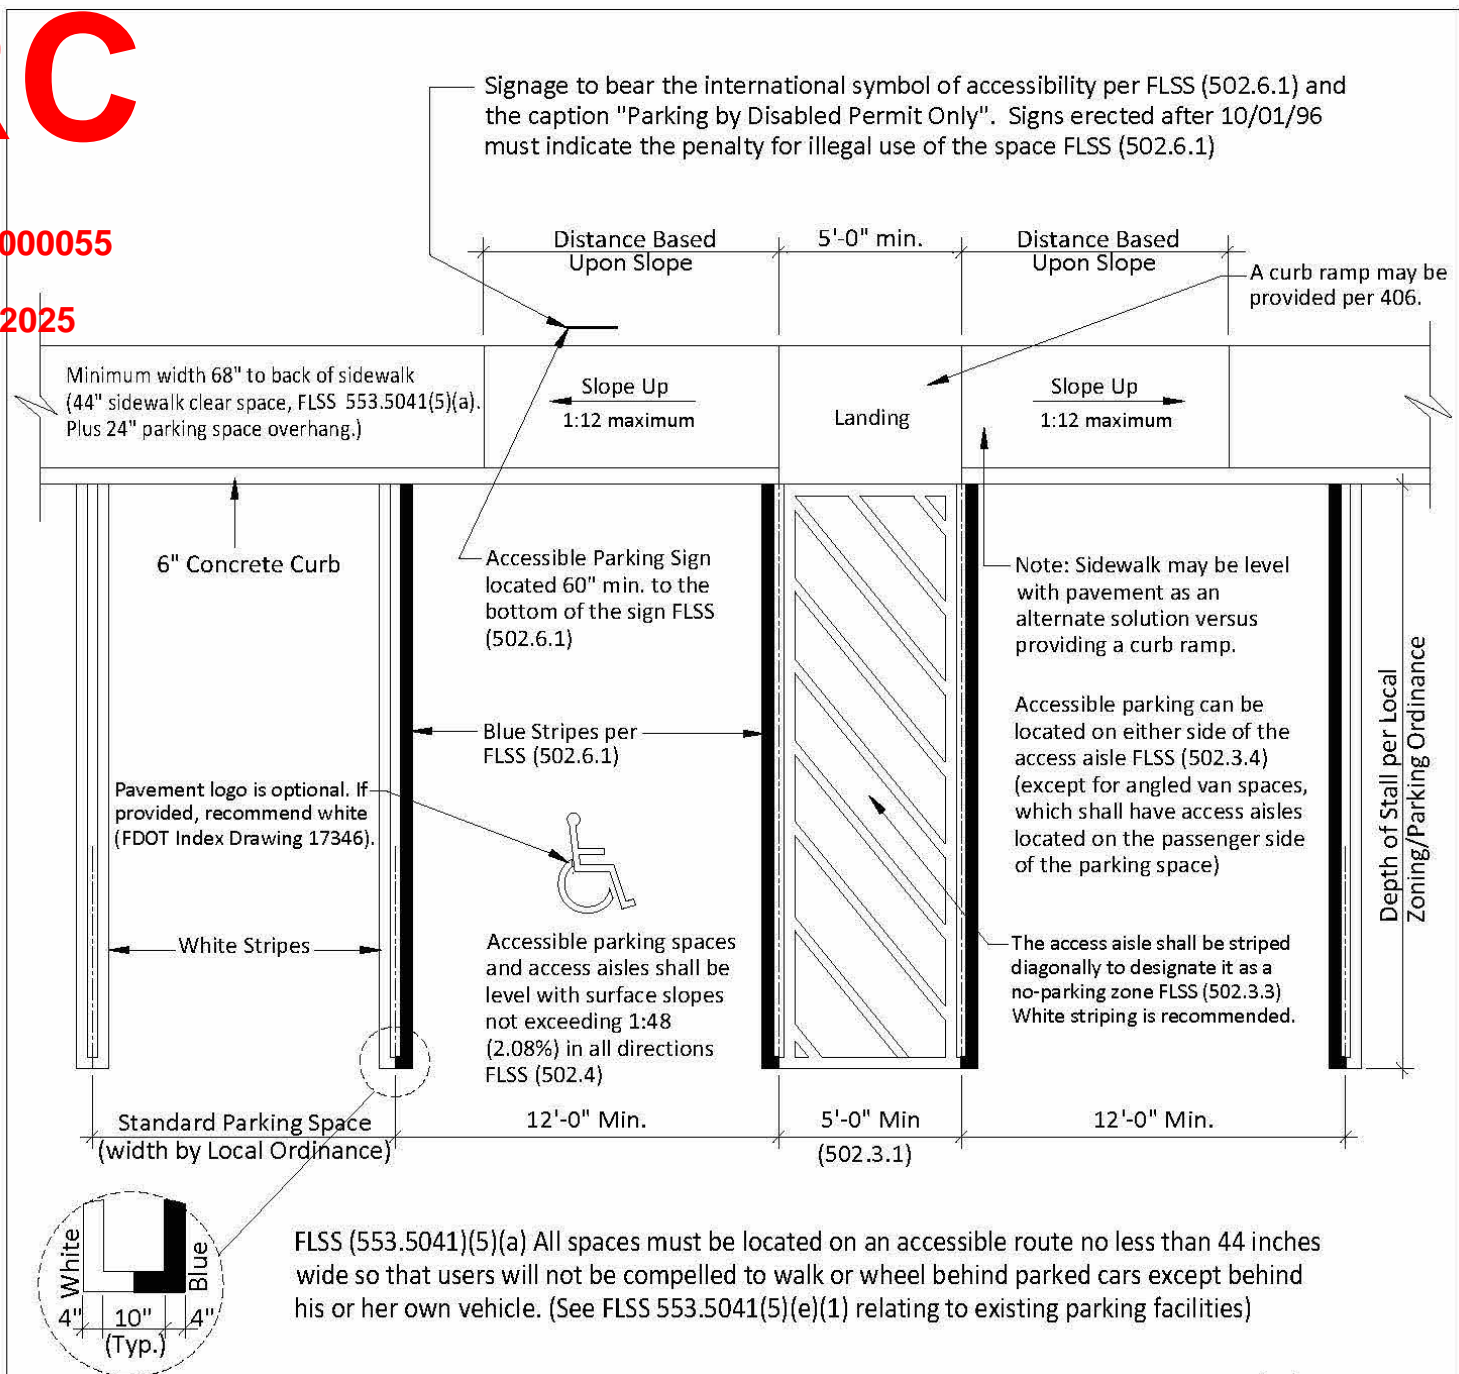 RC
000055
2025
Signage to bear the international symbol of accessibility per FLSS (502.6.1) and
the caption "Parking by Disabled Permit Only".  Signs erected after 10/01/96
must indicate the penalty for illegal use of the space FLSS (502.6.1)
Distance Based
Upon Slope
5'-0" min.
Distance Based
Upon Slope
A curb ramp may be
provided per 406.
Minimum width 68" to back of sidewalk
(44" sidewalk clear space, FLSS 553.5041(5)(a).
Plus 24" parking space overhang.)
Slope Up
1:12 maximum
Landing
Slope Up
1:12 maximum
6" Concrete Curb
Accessible Parking Sign
located 60" min. to the
bottom of the sign FLSS
(502.6.1)
Note: Sidewalk may be level
with pavement as an
alternate solution versus
providing a curb ramp.
Blue Stripes per
FLSS (502.6.1)
Accessible parking can be
located on either side of the
access aisle FLSS (502.3.4)
(except for angled van spaces,
which shall have access aisles
located on the passenger side
of the parking space)
Pavement logo is optional. If
provided, recommend white
(FDOT Index Drawing 17346).
Depth of Stall per Local
Zoning/Parking Ordinance
White Stripes
Accessible parking spaces
and access aisles shall be
level with surface slopes
not exceeding 1:48
(2.08%) in all directions
FLSS (502.4)
The access aisle shall be striped
diagonally to designate it as a
no-parking zone FLSS (502.3.3)
White striping is recommended.
Standard Parking Space
(width by Local Ordinance)
12'-0" Min.
5'-0" Min
(502.3.1)
12'-0" Min.
White
Blue
4"
10"
(Typ.)
4"
FLSS (553.5041)(5)(a) All spaces must be located on an accessible route no less than 44 inches
wide so that users will not be compelled to walk or wheel behind parked cars except behind
his or her own vehicle. (See FLSS 553.5041(5)(e)(1) relating to existing parking facilities)